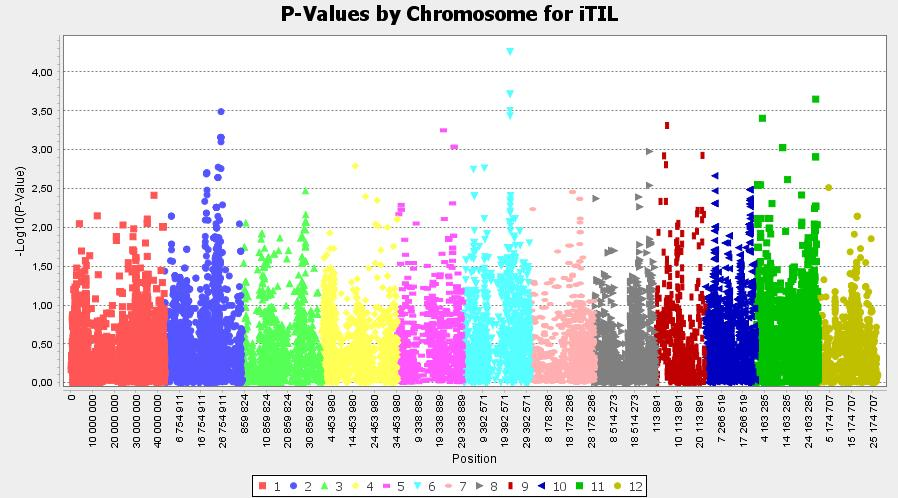 P-Values by Chromosome for iTIL
-Log10(P-Value)
4,00
3,50
3,00
2,50
2,00
1,50
1,00
0,50
0,00
0
10 000 000
20 000 000
30 000 000
40 000 000
6 754 911
16 754 911
26 754 911
859 824
10 859 824
20 859 824
30 859 824
4 453 980
14 453 980
24 453 980
34 453 980
9 338 889
19 338 889
29 338 889
9 392 571
19 392 571
29 392 571
8 178 286
18 178 286
28 178 286
8 514 273
18 514 273
113 891
10 113 891
20 113 891
7 266 519
17 266 519
4 163 285
14 163 285
24 163 285
5 174 707
15 174 707
25 174 707
Position
1 2 3 4 5 6 7 8 9 10 11 12